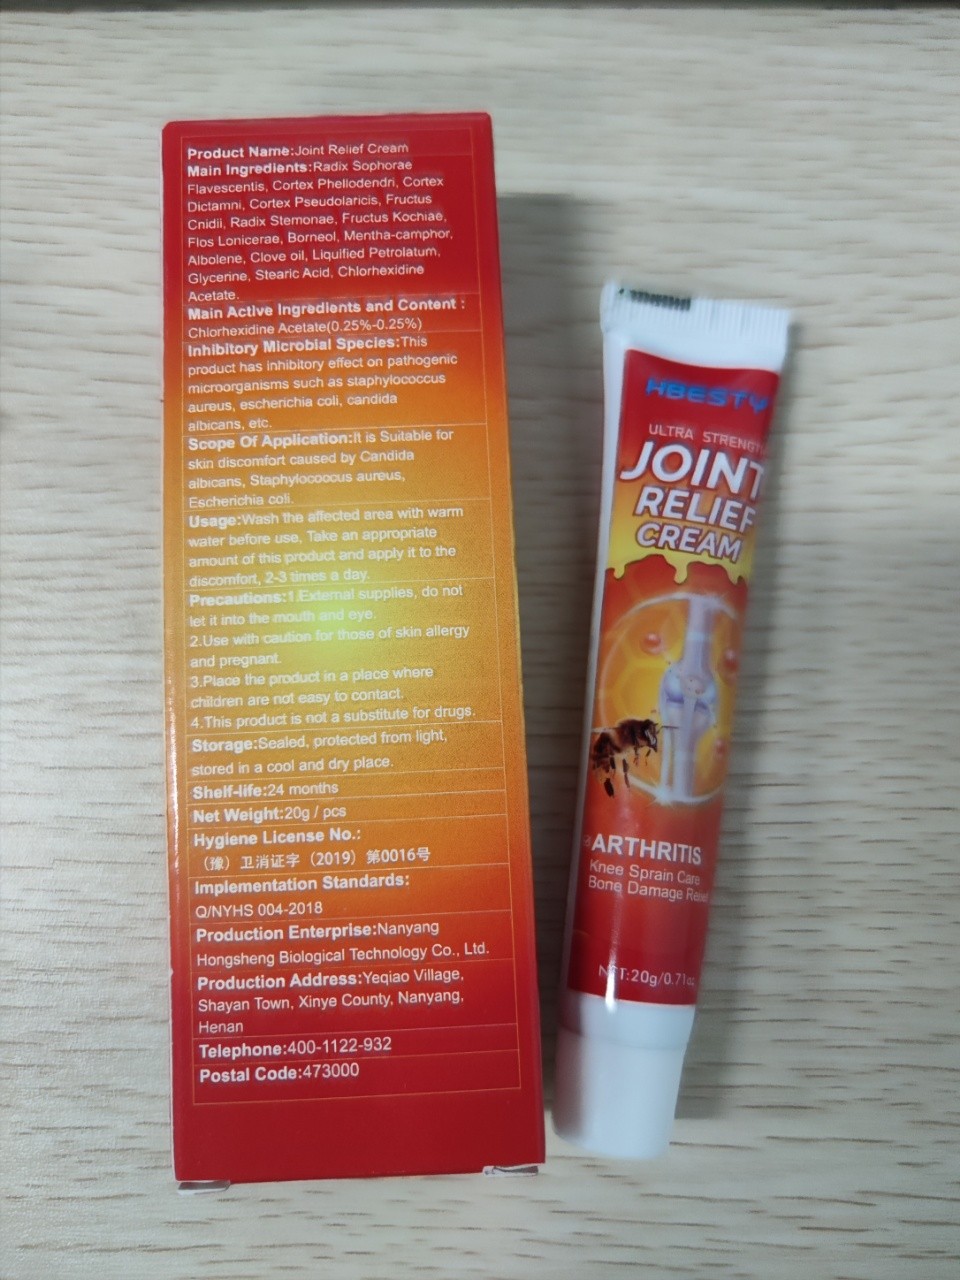 Product Name:Joint Relief Cream
Main Ingredients:Radix Sophorae
Flavescentis, Cortex Phellodendri, Cortex
Dictamni, Cortex Pseudolaricis, Fructus
Cnidii, Radix Stemonae, Fructus Kochiae,
Flos Lonicerae, Borneol, Mentha-camphor,
Albolene, Clove oil, Liquified Petrolatum,
Glycerine, Stearic Acid, Chlorhexidine
Acetate.
Main Active Ingredients and Content :
Chlorhexidine Acetate(0.25%-0.25%)
Inhibitory Microbial Species:This
product has inhibitory effect on pathogenic
microorganisms such as staphylococcus
aureus, escherichia coli, candida
albicans, etc.
Scope Of Application:It is Suitable for
skin discomfort caused by Candida
albicans, Staphylococcus aureus,
Escherichia coli.
Usage:Wash the affected area with warm
water before use, Take an appropriate
amount of this product and apply it to the
discomfort, 2-3 times a day.
Precautions:1.External supplies, do not
let it into the mouth and eye.
2.Use with caution for those of skin allergy
and pregnant.
3.Place the product in a place where
children are not easy to contact.
4.This product is not a substitute for drugs.
Storage:Sealed, protected from light,
stored in a cool and dry place.
Shelf-life:24 months
Net Weight:20g / pcs
Hygiene License No.:
（豫）卫消证字（2019）第0016号
Implementation Standards:
Q/NYHS 004-2018
Production Enterprise:Nanyang
Hongsheng Biological Technology Co., Ltd.
Production Address:Yeqiao Village,
Shayan Town, Xinye County, Nanyang,
Henan
Telephone:400-1122-932
Postal Code:473000
HBESTY
ULTRA STRENGT
JOINT
RELIEF
CREAM
ARTHRITIS
Knee Sprain Care
Bone Damage Relief
NET:20g/0.71oz